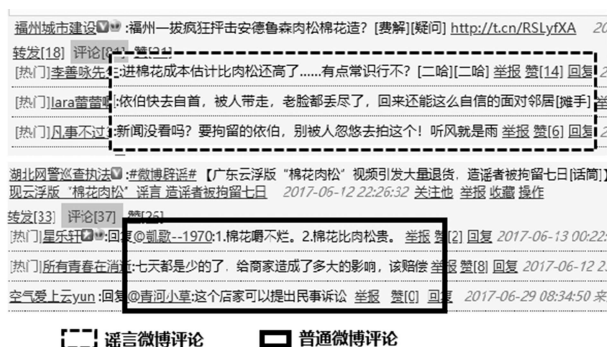 福州城市建设:福州一拔疯狂抨击安德鲁森肉松棉花造？[费解][疑问] http://t.cn/RSLyfXA 20
转发[18] 评论[91] 赞[21]
[热门]李善咏先生:进棉花成本估计比肉松还高了……有点常识行不？[二哈][二哈] 举报 赞[14] 回复
[热门]lara蕾蕾:依伯快去自首，被人带走，老脸都丢尽了，回来还能这么自信的面对邻居[摊手]
[热门]凡事不过:新闻没看吗？要拘留的依伯，别被人忽悠去拍这个！听风就是雨 举报 赞[6] 回复
湖北网警巡查执法:#微博辟谣#【广东云浮版“棉花肉松”视频引发大量退货，造谣者被拘留七日[话筒]】
现云浮版“棉花肉松”谣言 造谣者被拘留七日 2017-06-12 22:26:32 关注他 举报 收藏 操作
转发[33] 评论[37] 赞[26]
[热门]星乐轩:回复@凱歌--1970:1.棉花嚼不烂。2.棉花比肉松贵。 举报 赞[2] 回复 2017-06-13 00:22:
[热门]所有青春在消逝:七天都是少的了，给商家造成了多大的影响，该赔偿 举报 赞[8] 回复 2017-06-12 2
空气爱上云yun:回复@青河小草:这个店家可以提出民事诉讼 举报 赞[0] 回复 2017-06-29 08:34:50 来
谣言微博评论 普通微博评论